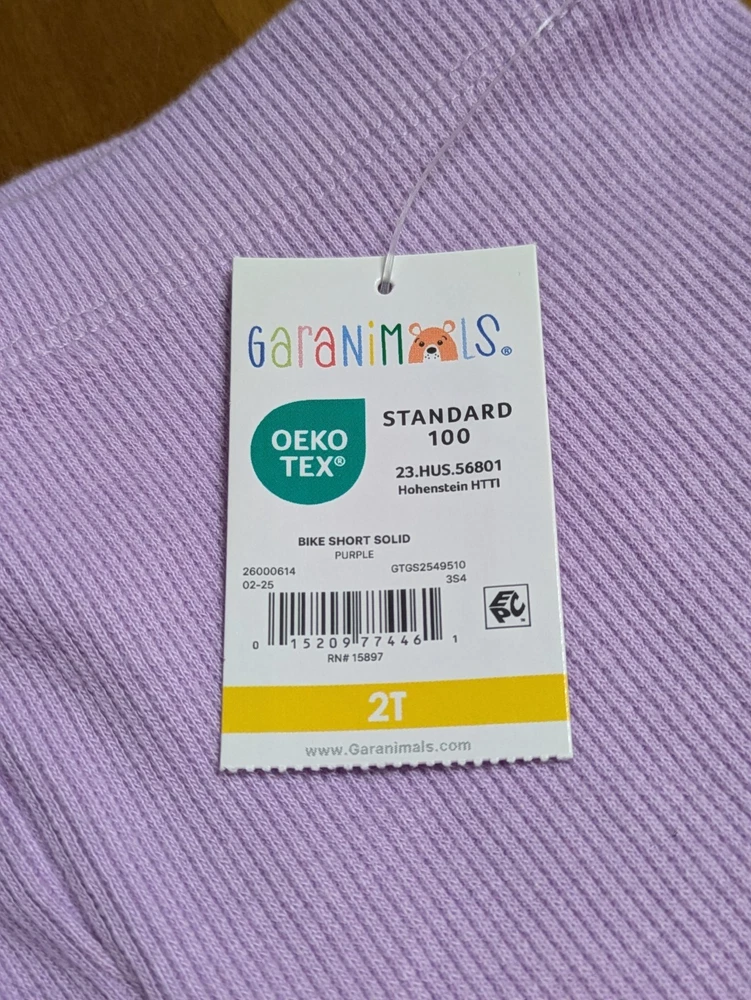 GARANIMALS®
OEKO
TEX®
STANDARD
100
23.HUS.56801
Hohenstein HTTI
BIKE SHORT SOLID
PURPLE
26000614
GTGS2549510
02-25
3S4
EPC™
0 15209 77446 1
RN# 15897
2T
www.Garanimals.com